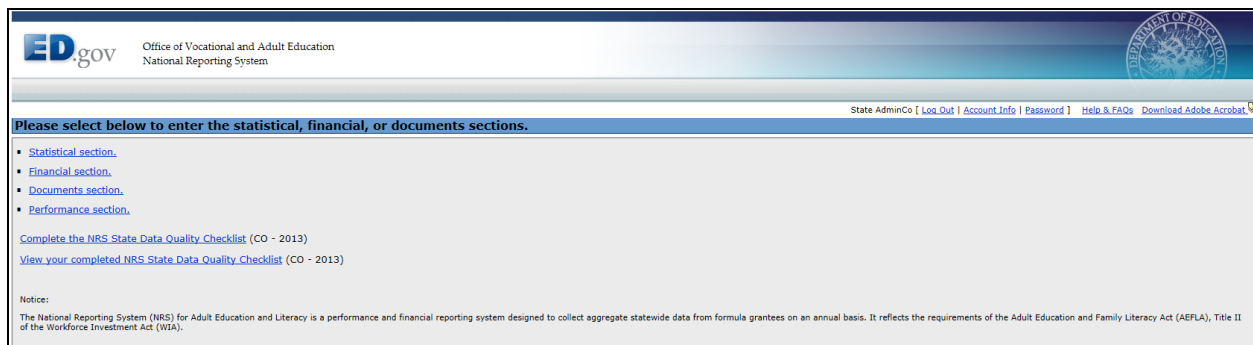 ED.gov
Office of Vocational and Adult Education
National Reporting System
DEPARTMENT OF EDUCATION
State AdminCo [ Log Out | Account Info | Password ] Help & FAQs Download Adobe Acrobat
Please select below to enter the statistical, financial, or documents sections.
Statistical section.
Financial section.
Documents section.
Performance section.
Complete the NRS State Data Quality Checklist (CO - 2013)
View your completed NRS State Data Quality Checklist (CO - 2013)
Notice:
The National Reporting System (NRS) for Adult Education and Literacy is a performance and financial reporting system designed to collect aggregate statewide data from formula grantees on an annual basis. It reflects the requirements of the Adult Education and Family Literacy Act (AEFLA), Title II
of the Workforce Investment Act (WIA).